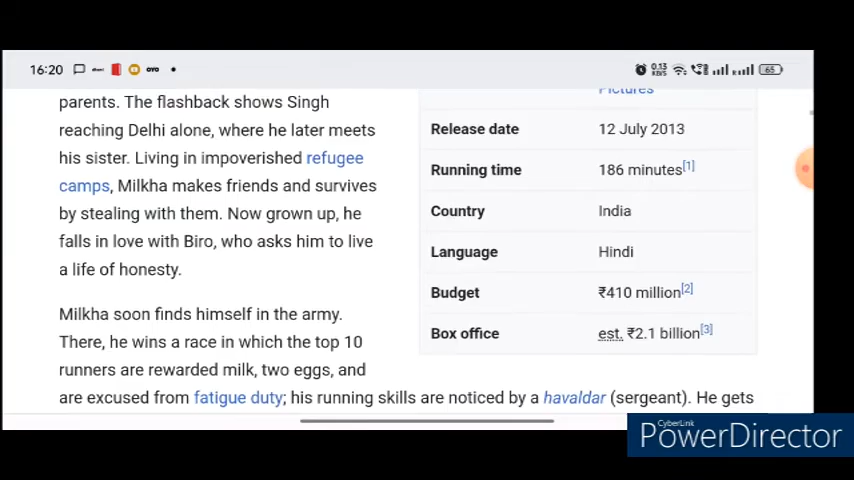 16:20 OYO 0.13 KB/S 65
parents. The flashback shows Singh
reaching Delhi alone, where he later meets
his sister. Living in impoverished refugee
camps, Milkha makes friends and survives
by stealing with them. Now grown up, he
falls in love with Biro, who asks him to live
a life of honesty.
Milkha soon finds himself in the army.
There, he wins a race in which the top 10
runners are rewarded milk, two eggs, and
are excused from fatigue duty; his running skills are noticed by a havaldar (sergeant). He gets
Pictures
Release date 12 July 2013
Running time 186 minutes[1]
Country India
Language Hindi
Budget ₹410 million[2]
Box office est. ₹2.1 billion[3]
CyberLink
PowerDirector